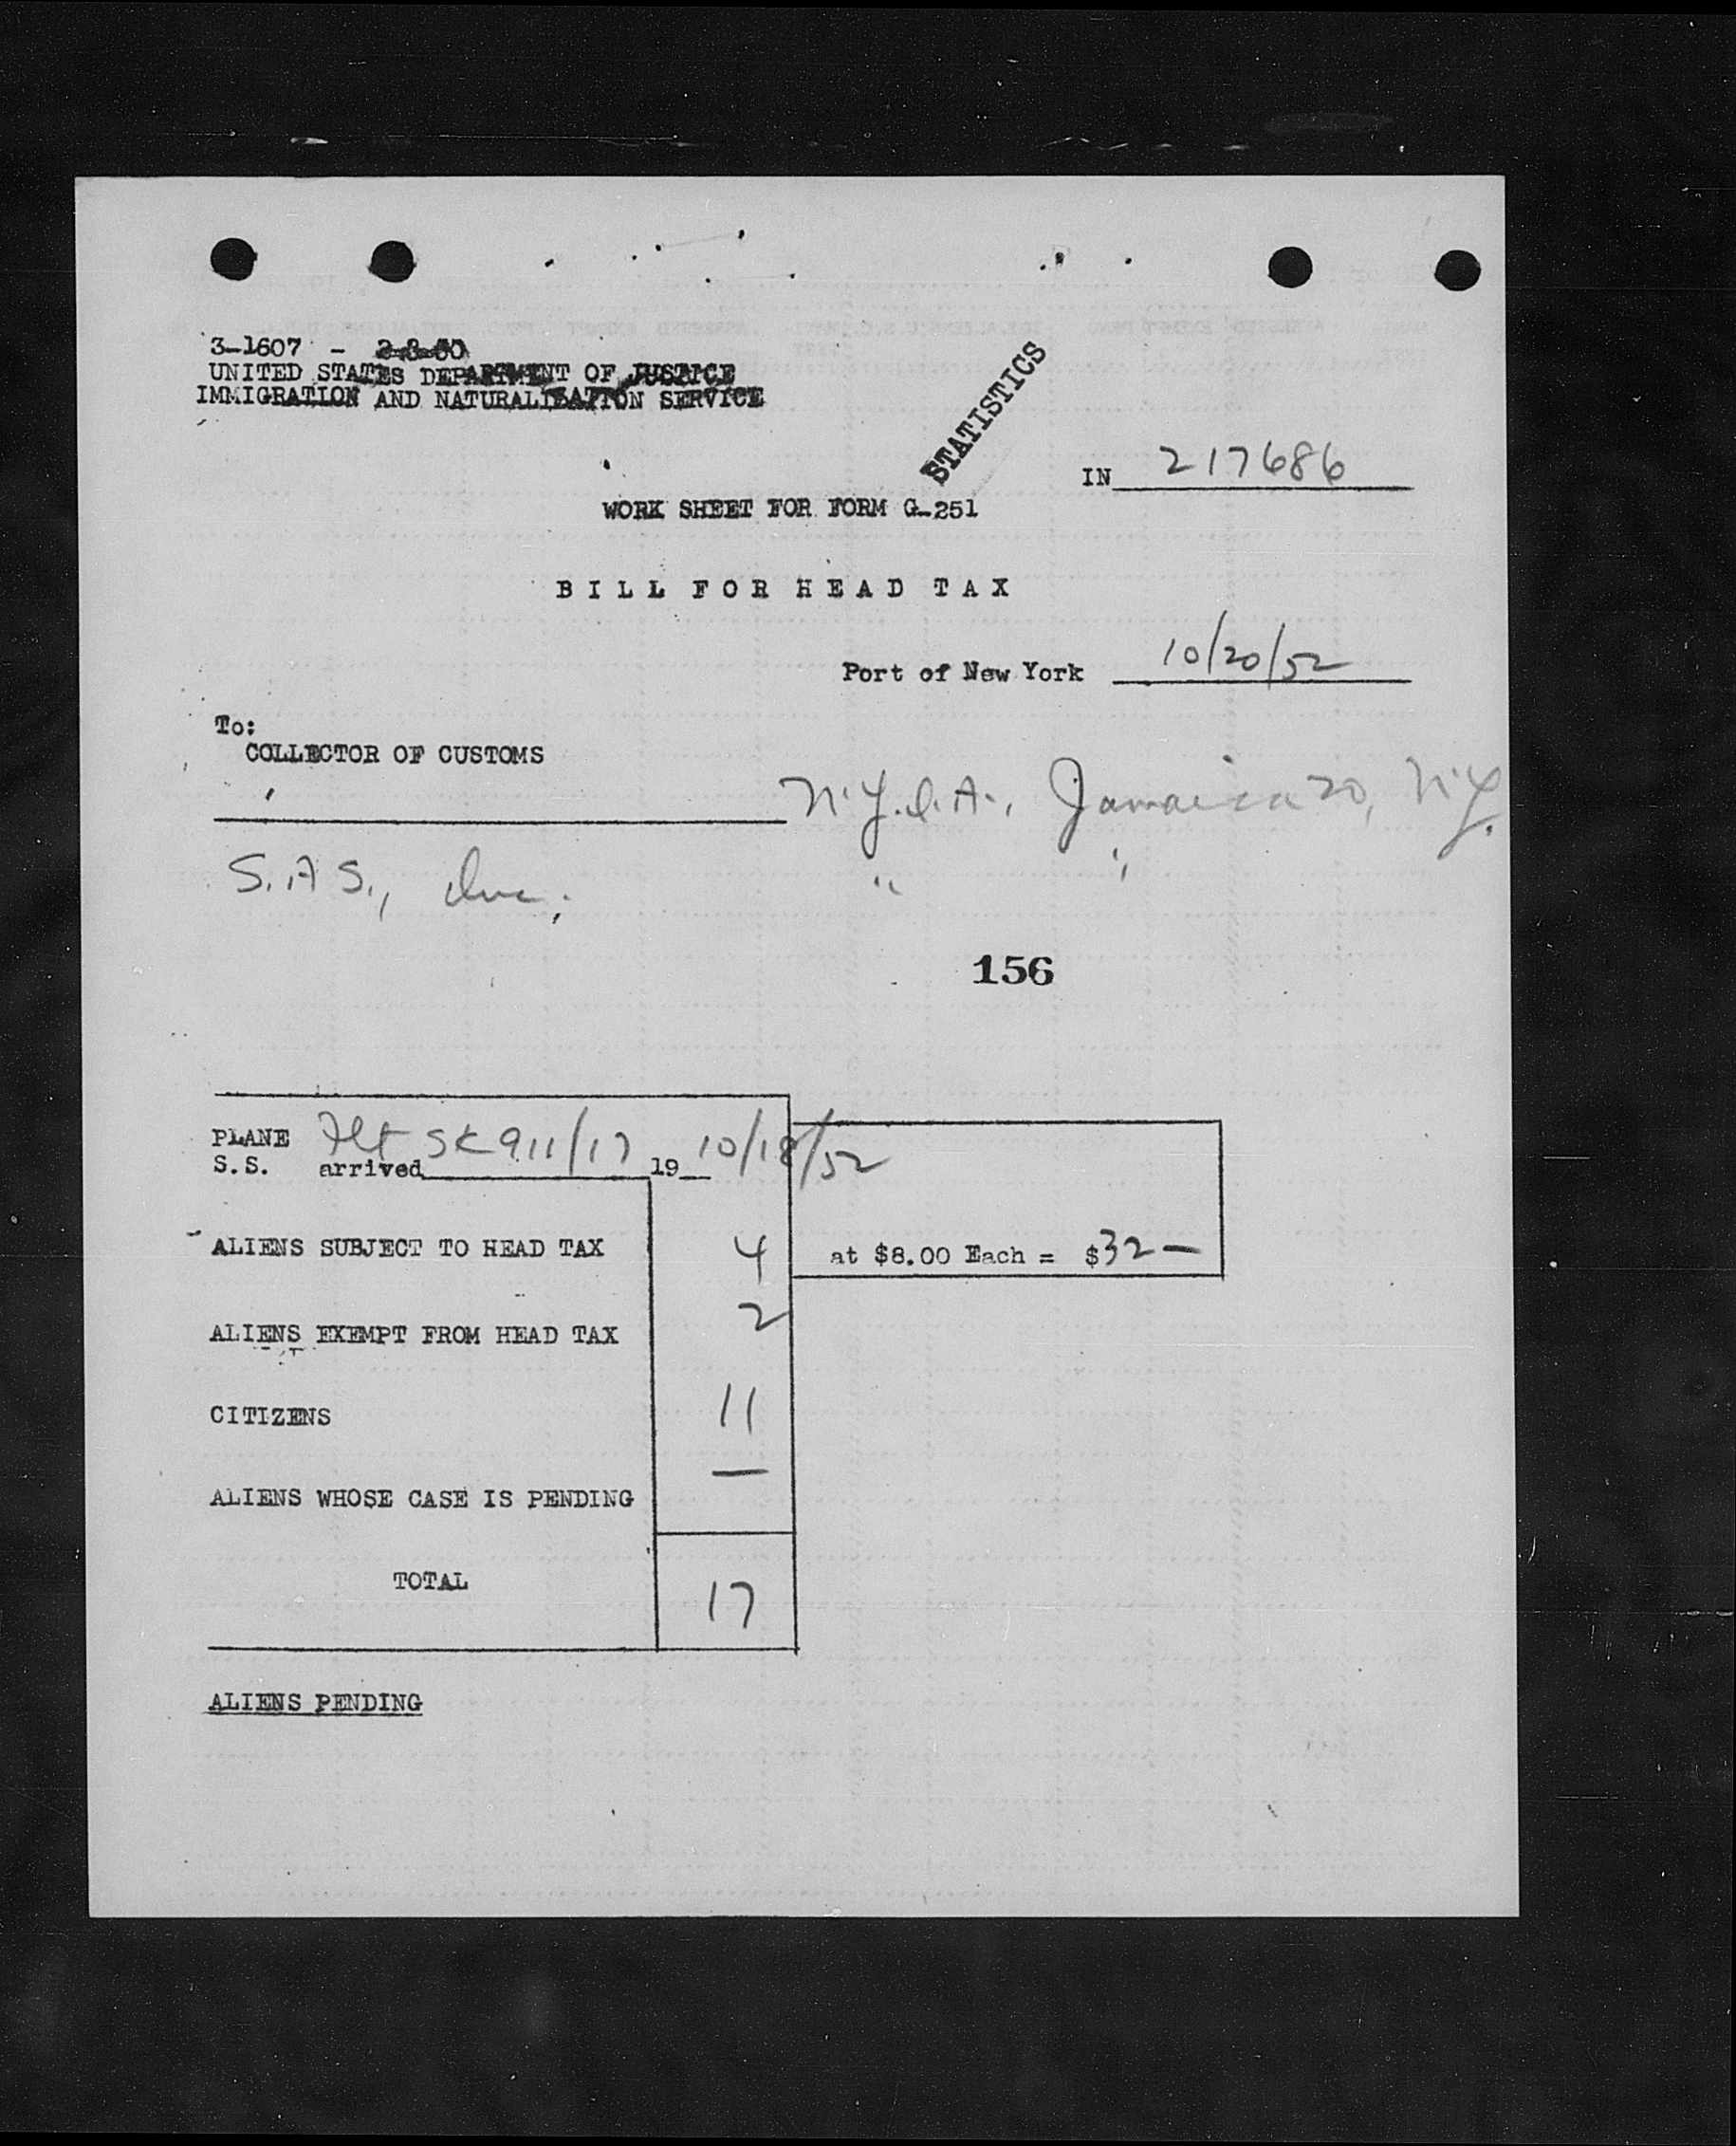 3-1607 - 2-8-50
UNITED STATES DEPARTMENT OF JUSTICE
IMMIGRATION AND NATURALIZATION SERVICE
STATISTICS
IN 217686
WORK SHEET FOR FORM G-251
BILL FOR HEAD TAX
Port of New York 10/20/52
To:
COLLECTOR OF CUSTOMS
N.Y.I.A., Jamaica 20, N.Y.
S.A.S., Inc; " "
156
PLANE Flt SK 911/17 10/18/52
S.S. arrived 19
ALIENS SUBJECT TO HEAD TAX 4 at $8.00 Each = $32 —
ALIENS EXEMPT FROM HEAD TAX 2
CITIZENS 11
ALIENS WHOSE CASE IS PENDING —
TOTAL 17
ALIENS PENDING